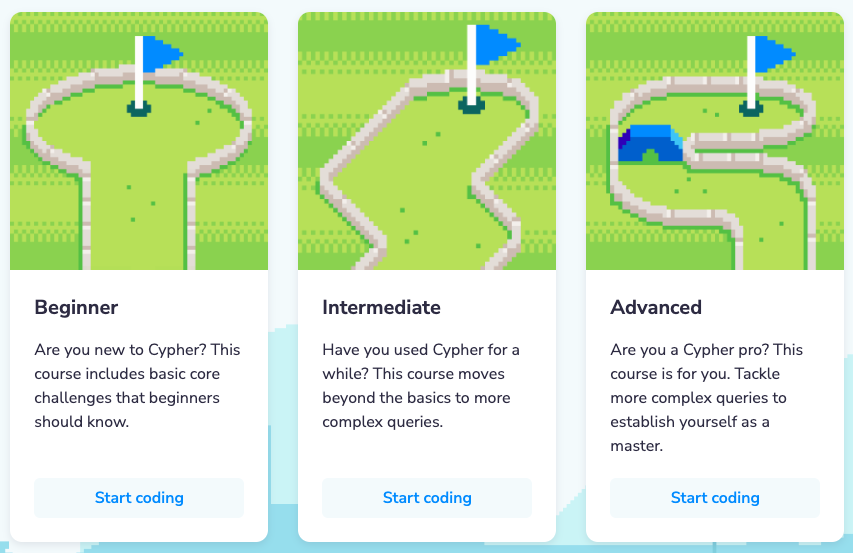 Beginner
Are you new to Cypher? This
course includes basic core
challenges that beginners
should know.
Start coding
Intermediate
Have you used Cypher for a
while? This course moves
beyond the basics to more
complex queries.
Start coding
Advanced
Are you a Cypher pro? This
course is for you. Tackle
more complex queries to
establish yourself as a
master.
Start coding